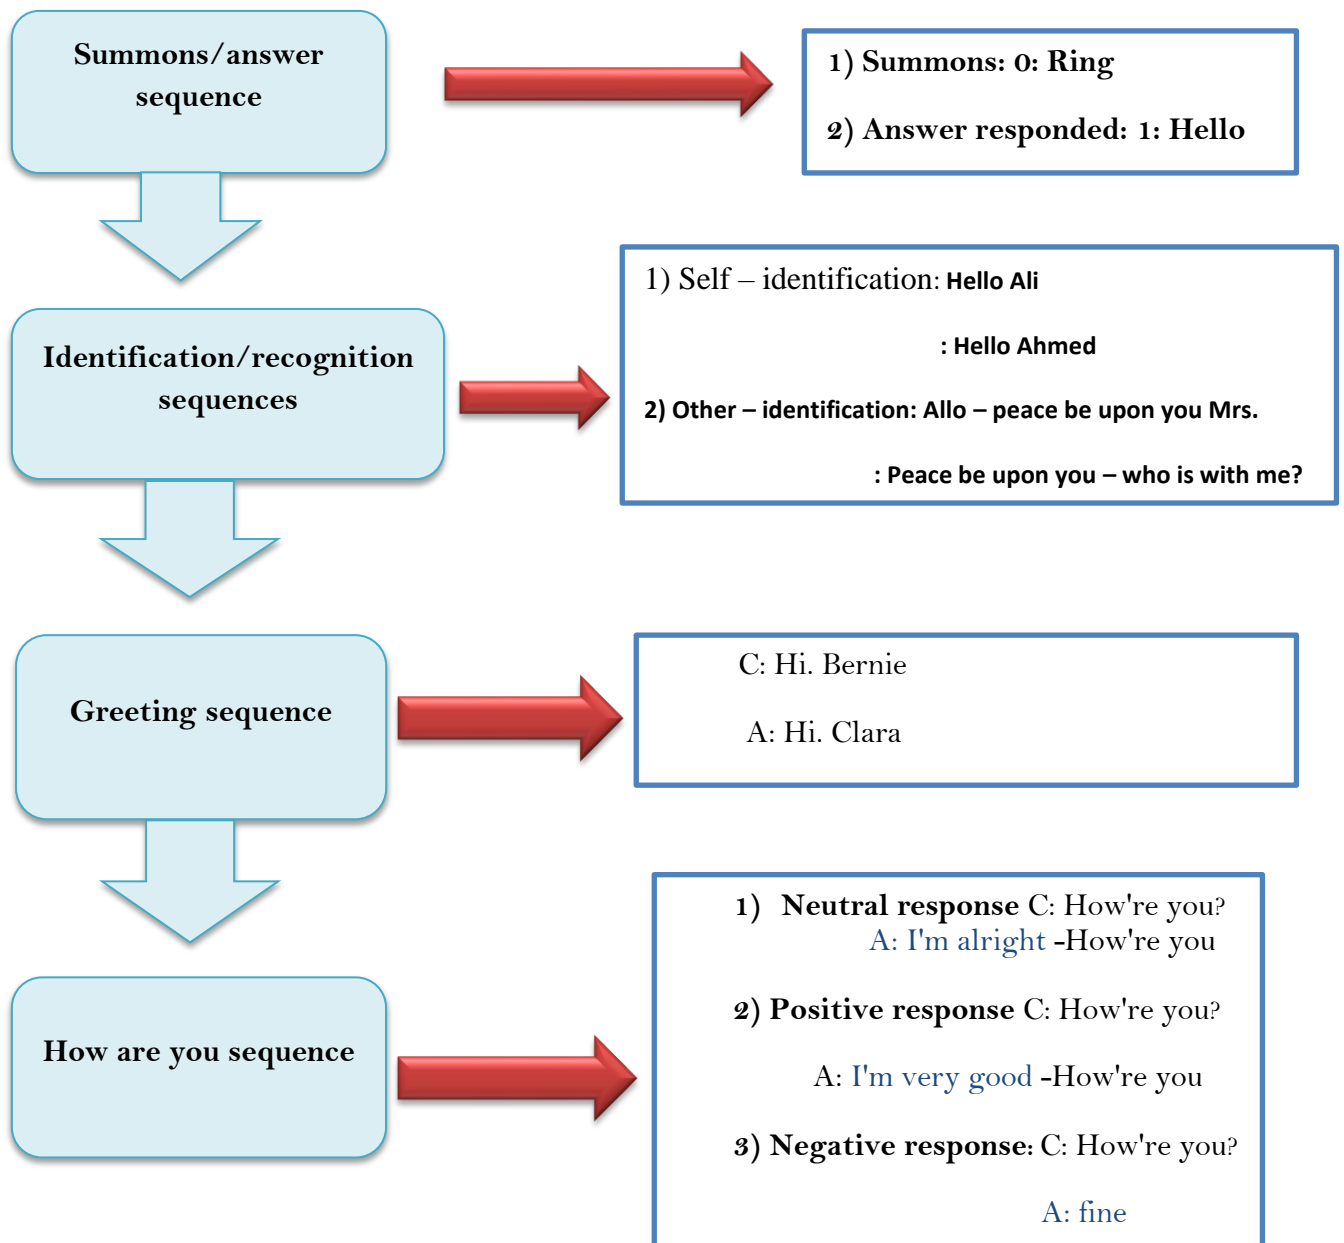 Summons/answer
sequence
1) Summons: 0: Ring
2) Answer responded: 1: Hello
Identification/recognition
sequences
1) Self – identification: Hello Ali
: Hello Ahmed
2) Other – identification: Allo – peace be upon you Mrs.
: Peace be upon you – who is with me?
Greeting sequence
C: Hi. Bernie
A: Hi. Clara
How are you sequence
1) Neutral response C: How're you?
A: I'm alright -How're you
2) Positive response C: How're you?
A: I'm very good -How're you
3) Negative response: C: How're you?
A: fine